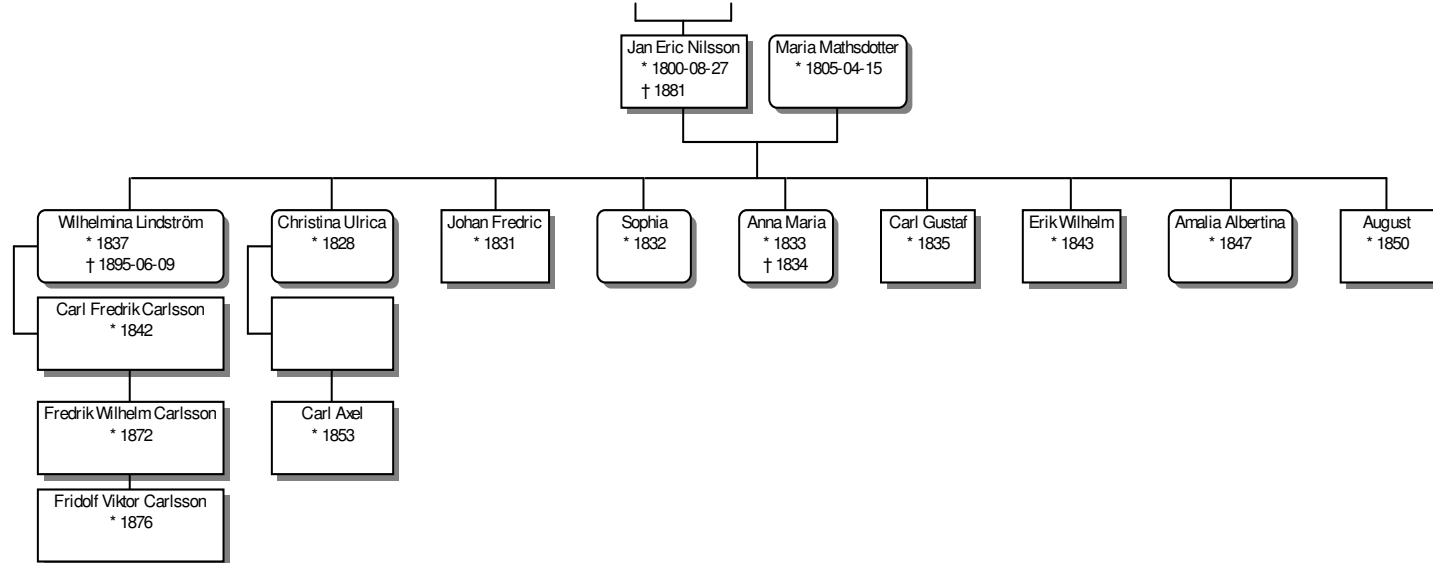 Jan Eric Nilsson
* 1800-08-27
† 1881
Maria Mathsdotter
* 1805-04-15
Wilhelmina Lindström
* 1837
† 1895-06-09
Christina Ulrica
* 1828
Johan Fredric
* 1831
Sophia
* 1832
Anna Maria
* 1833
† 1834
Carl Gustaf
* 1835
Erik Wilhelm
* 1843
Amalia Albertina
* 1847
August
* 1850
Carl Fredrik Carlsson
* 1842
Fredrik Wilhelm Carlsson
* 1872
Carl Axel
* 1853
Fridolf Viktor Carlsson
* 1876